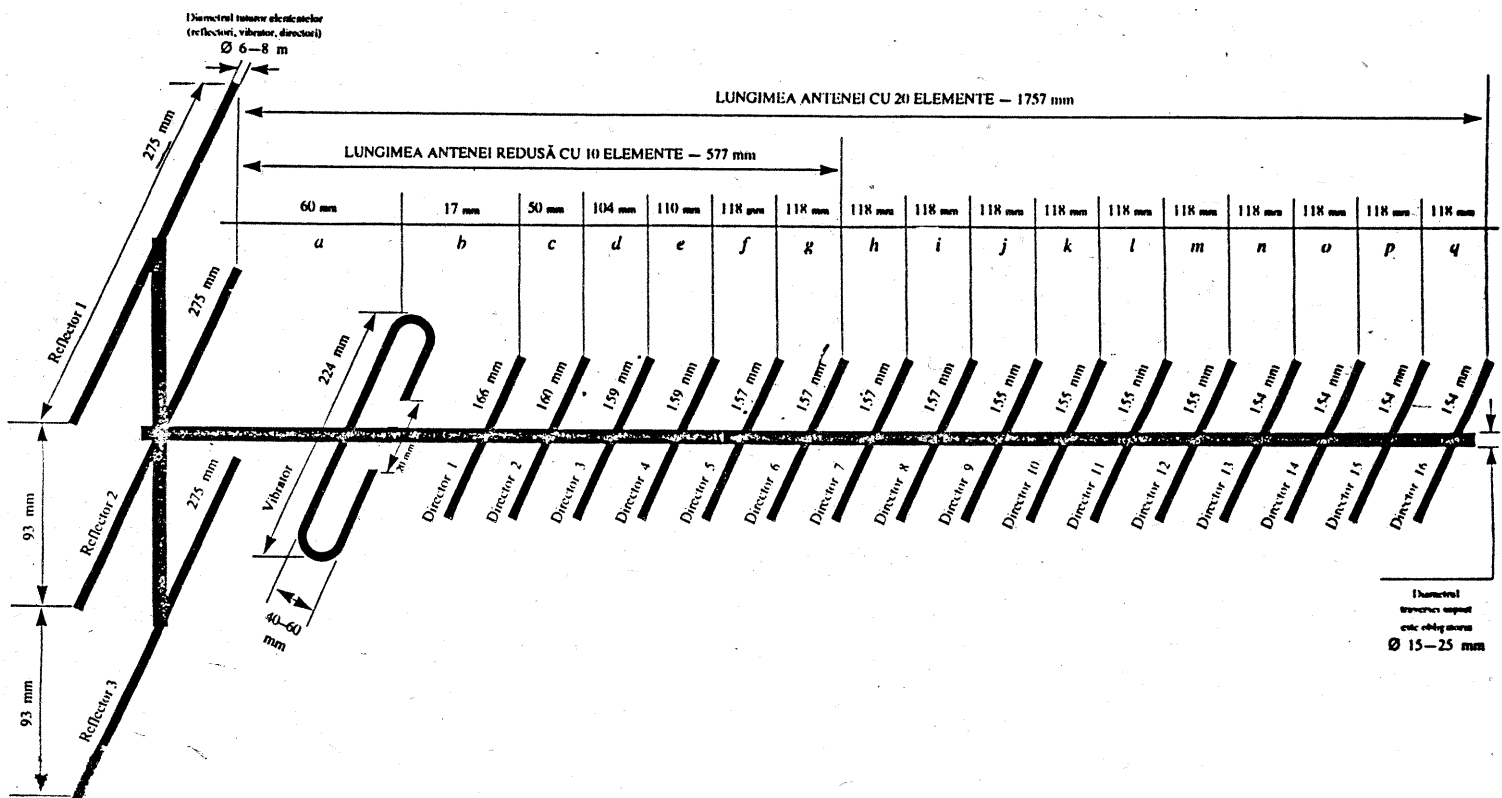 Diametrul tuturor elementelor
(reflectori, vibrator, directori)
Ø 6–8 m
LUNGIMEA ANTENEI CU 20 ELEMENTE – 1757 mm
LUNGIMEA ANTENEI REDUSĂ CU 10 ELEMENTE – 577 mm
60 mm 17 mm 50 mm 104 mm 110 mm 118 mm 118 mm 118 mm 118 mm 118 mm 118 mm 118 mm 118 mm 118 mm 118 mm 118 mm 118 mm
a b c d e f g h i j k l m n o p q
275 mm
Reflector 1
275 mm
Reflector 2
275 mm
Reflector 3
93 mm
93 mm
224 mm
Vibrator
20 mm
40–60
mm
166 mm 160 mm 159 mm 159 mm 157 mm 157 mm 157 mm 157 mm 155 mm 155 mm 155 mm 155 mm 154 mm 154 mm 154 mm 154 mm
Director 1 Director 2 Director 3 Director 4 Director 5 Director 6 Director 7 Director 8 Director 9 Director 10 Director 11 Director 12 Director 13 Director 14 Director 15 Director 16
Diametrul
este
Ø 15–25 mm